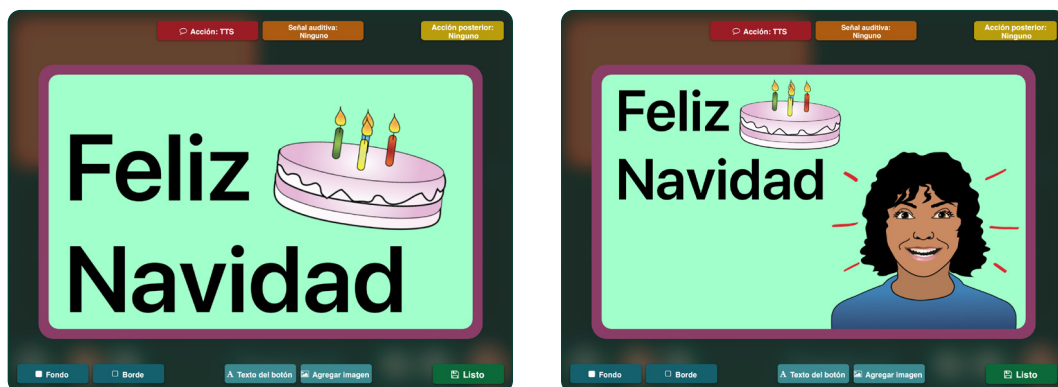 Acción: TTS
Señal auditiva:
Ninguno
Acción posterior:
Ninguno
Feliz
Navidad
Fondo
Borde
A Texto del botón
Agregar imagen
Listo
Acción: TTS
Señal auditiva:
Ninguno
Acción posterior:
Ninguno
Feliz
Navidad
Fondo
Borde
A Texto del botón
Agregar imagen
Listo